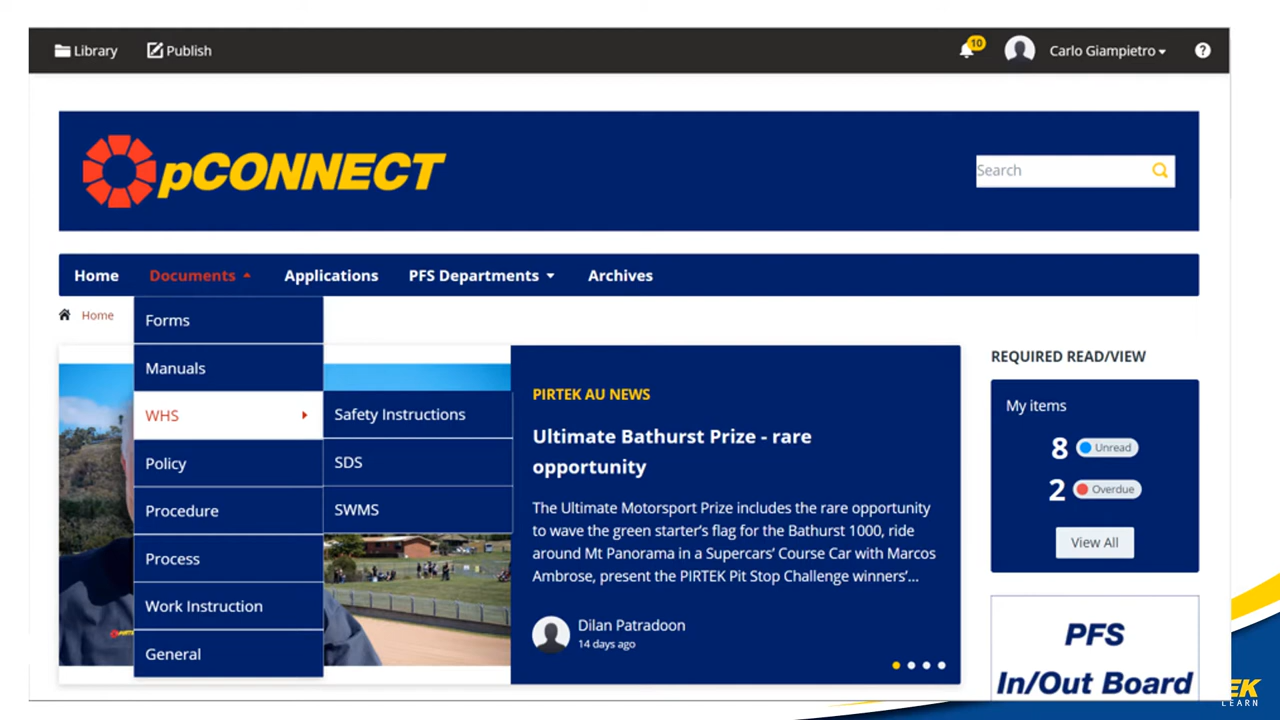 Library
Publish
10
Carlo Giampietro
?
pCONNECT
Search
Home
Documents
Applications
PFS Departments
Archives
Home
Forms
Manuals
WHS
Policy
Procedure
Process
Work Instruction
General
Safety Instructions
SDS
SWMS
PIRTEK AU NEWS
Ultimate Bathurst Prize - rare
opportunity
The Ultimate Motorsport Prize includes the rare opportunity
to wave the green starter's flag for the Bathurst 1000, ride
around Mt Panorama in a Supercars' Course Car with Marcos
Ambrose, present the PIRTEK Pit Stop Challenge winners'...
Dilan Patradoon
14 days ago
REQUIRED READ/VIEW
My items
8 Unread
2 Overdue
View All
PFS
In/Out Board
EK
LEARN